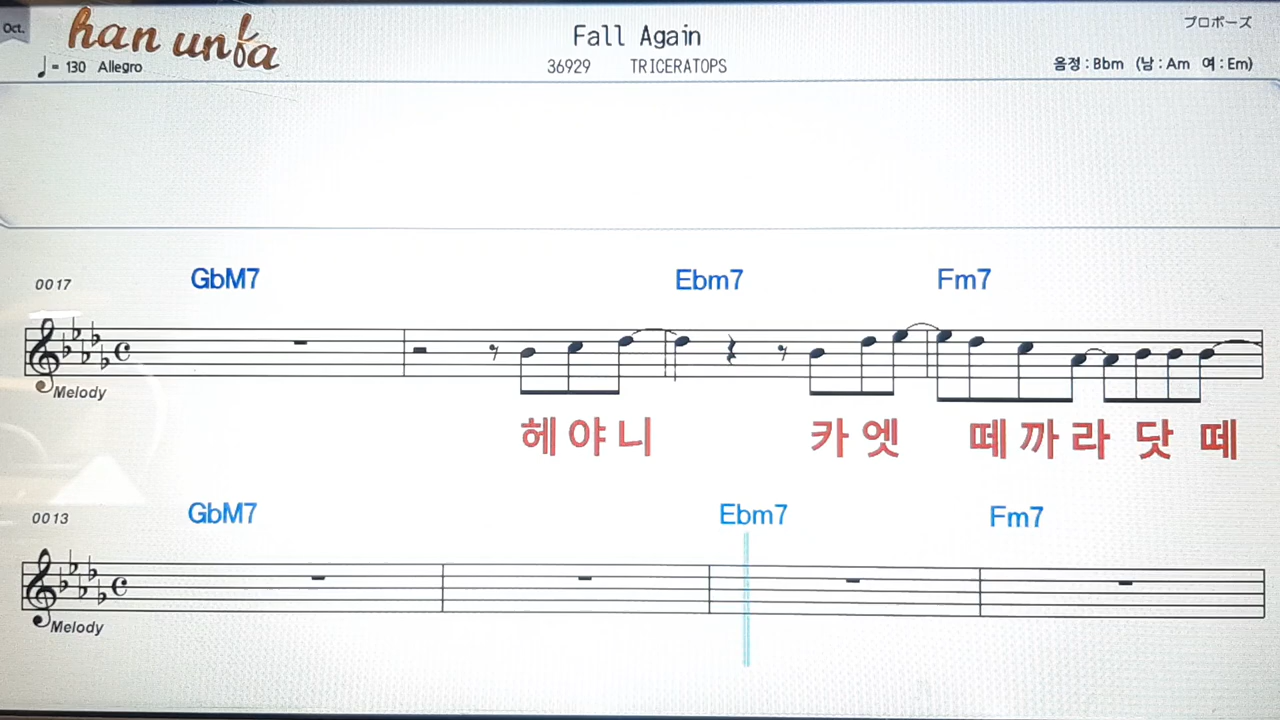 Oct.
han unfa
Fall Again
プロポーズ
♩= 130 Allegro
36929 TRICERATOPS
음정 : Bbm (남 : Am 여 : Em)
0017 GbM7 Ebm7 Fm7
Melody
헤 야 니 카 엣 떼 까 라 닷 떼
0013 GbM7 Ebm7 Fm7
Melody